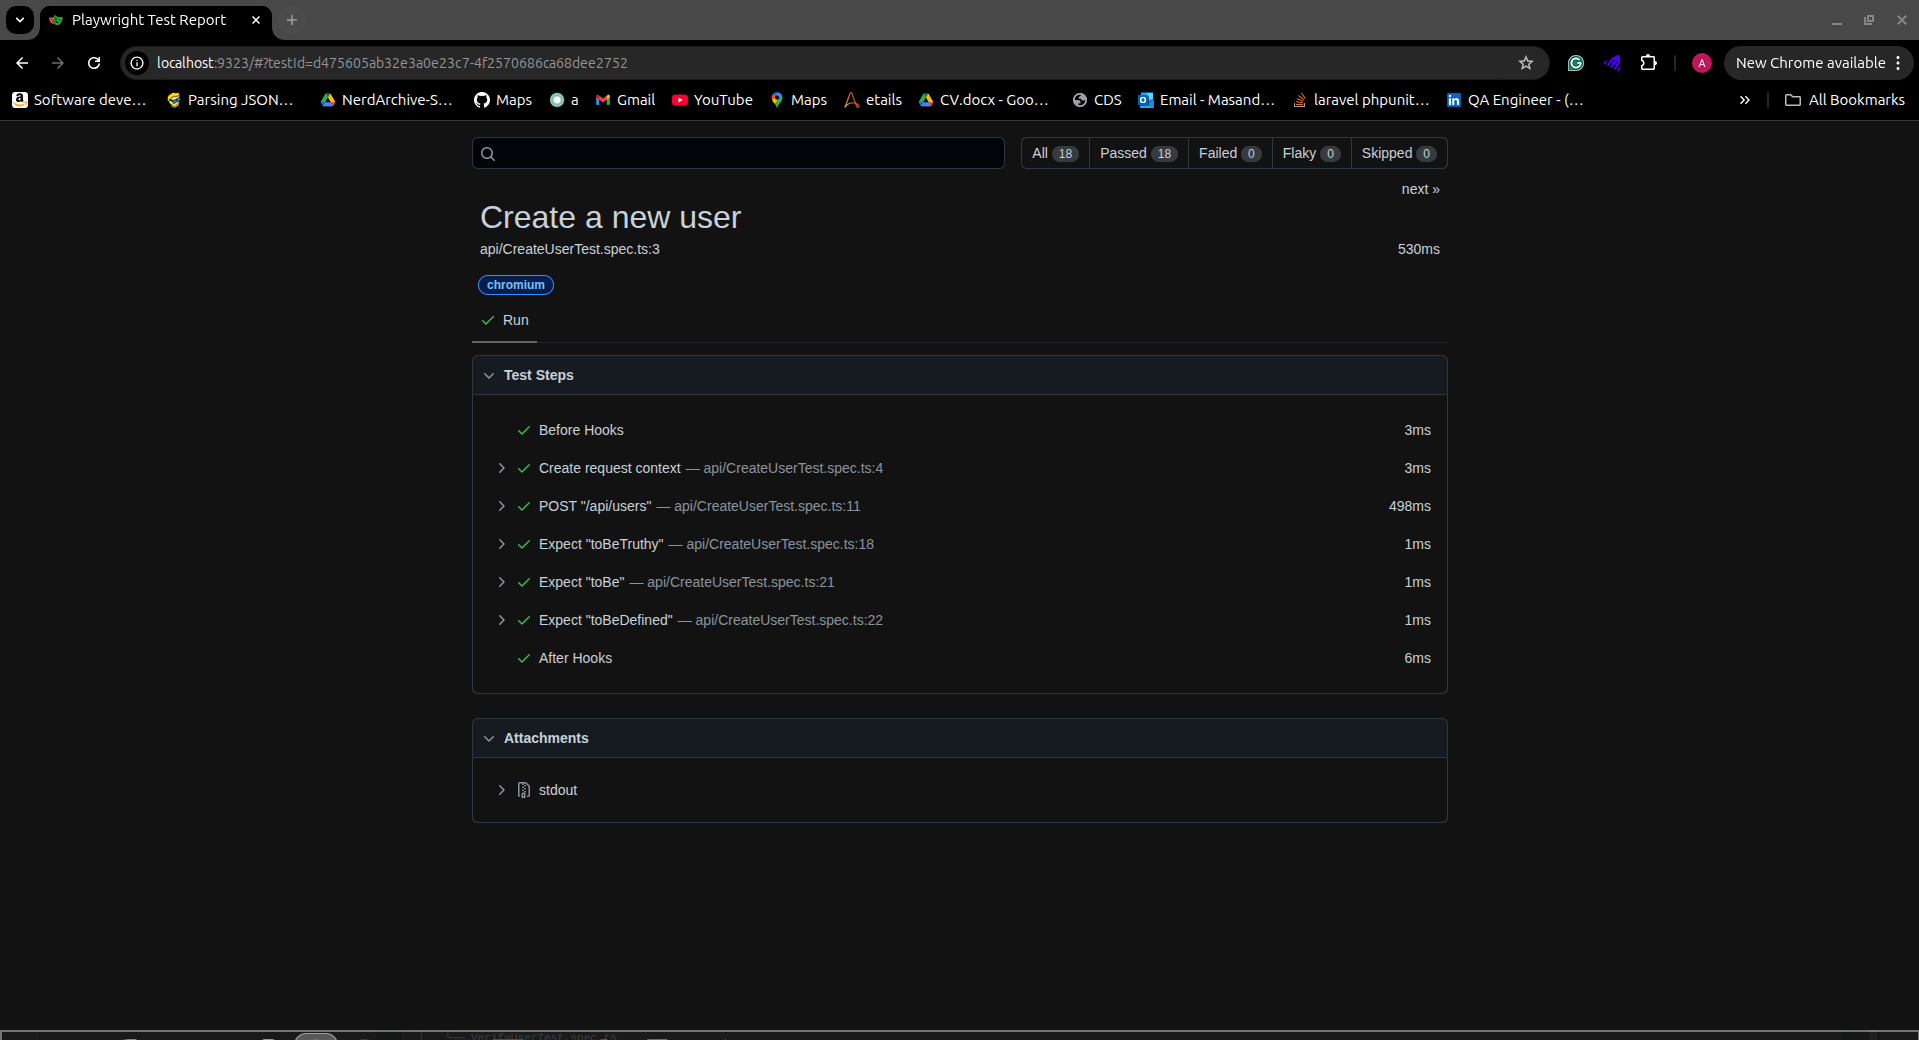 Playwright Test Report
localhost:9323/#?testId=d475605ab32e3a0e23c7-4f2570686ca68dee2752
A
New Chrome available
Software deve...
Parsing JSON...
NerdArchive-S...
Maps
a
Gmail
YouTube
Maps
etails
CV.docx - Goo...
CDS
Email - Masand...
laravel phpunit...
QA Engineer - (...
»
All Bookmarks
All 18
Passed 18
Failed 0
Flaky 0
Skipped 0
next »
Create a new user
api/CreateUserTest.spec.ts:3
530ms
chromium
Run
Test Steps
Before Hooks
3ms
Create request context — api/CreateUserTest.spec.ts:4
3ms
POST "/api/users" — api/CreateUserTest.spec.ts:11
498ms
Expect "toBeTruthy" — api/CreateUserTest.spec.ts:18
1ms
Expect "toBe" — api/CreateUserTest.spec.ts:21
1ms
Expect "toBeDefined" — api/CreateUserTest.spec.ts:22
1ms
After Hooks
6ms
Attachments
stdout
VerifyUserTest.spec.ts